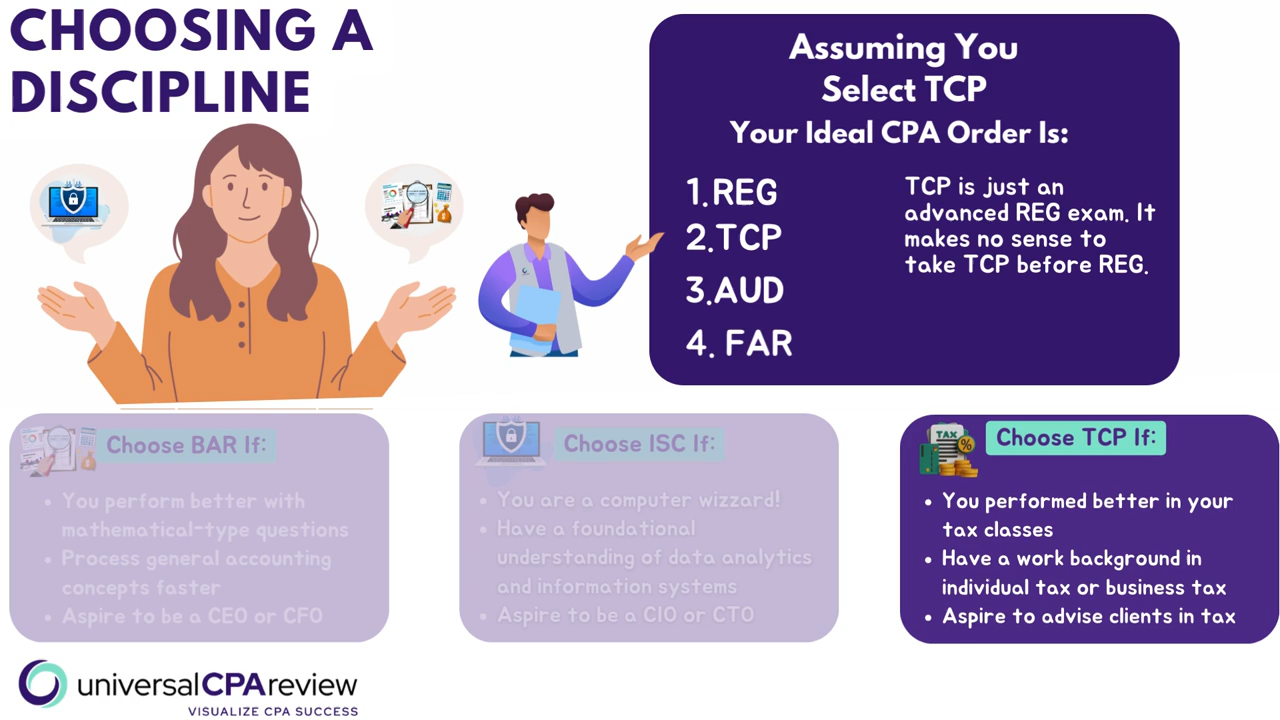 CHOOSING A
DISCIPLINE
Assuming You
Select TCP
Your Ideal CPA Order Is:
1.REG
2.TCP
3.AUD
4. FAR
TCP is just an
advanced REG exam. It
makes no sense to
take TCP before REG.
Choose BAR If:
• You perform better with
mathematical-type questions
• Process general accounting
concepts faster
• Aspire to be a CEO or CFO
Choose ISC If:
• You are a computer wizzard!
• Have a foundational
understanding of data analytics
and information systems
• Aspire to be a CIO or CTO
TAX
%
Choose TCP If:
• You performed better in your
tax classes
• Have a work background in
individual tax or business tax
• Aspire to advise clients in tax
universalCPAreview
VISUALIZE CPA SUCCESS